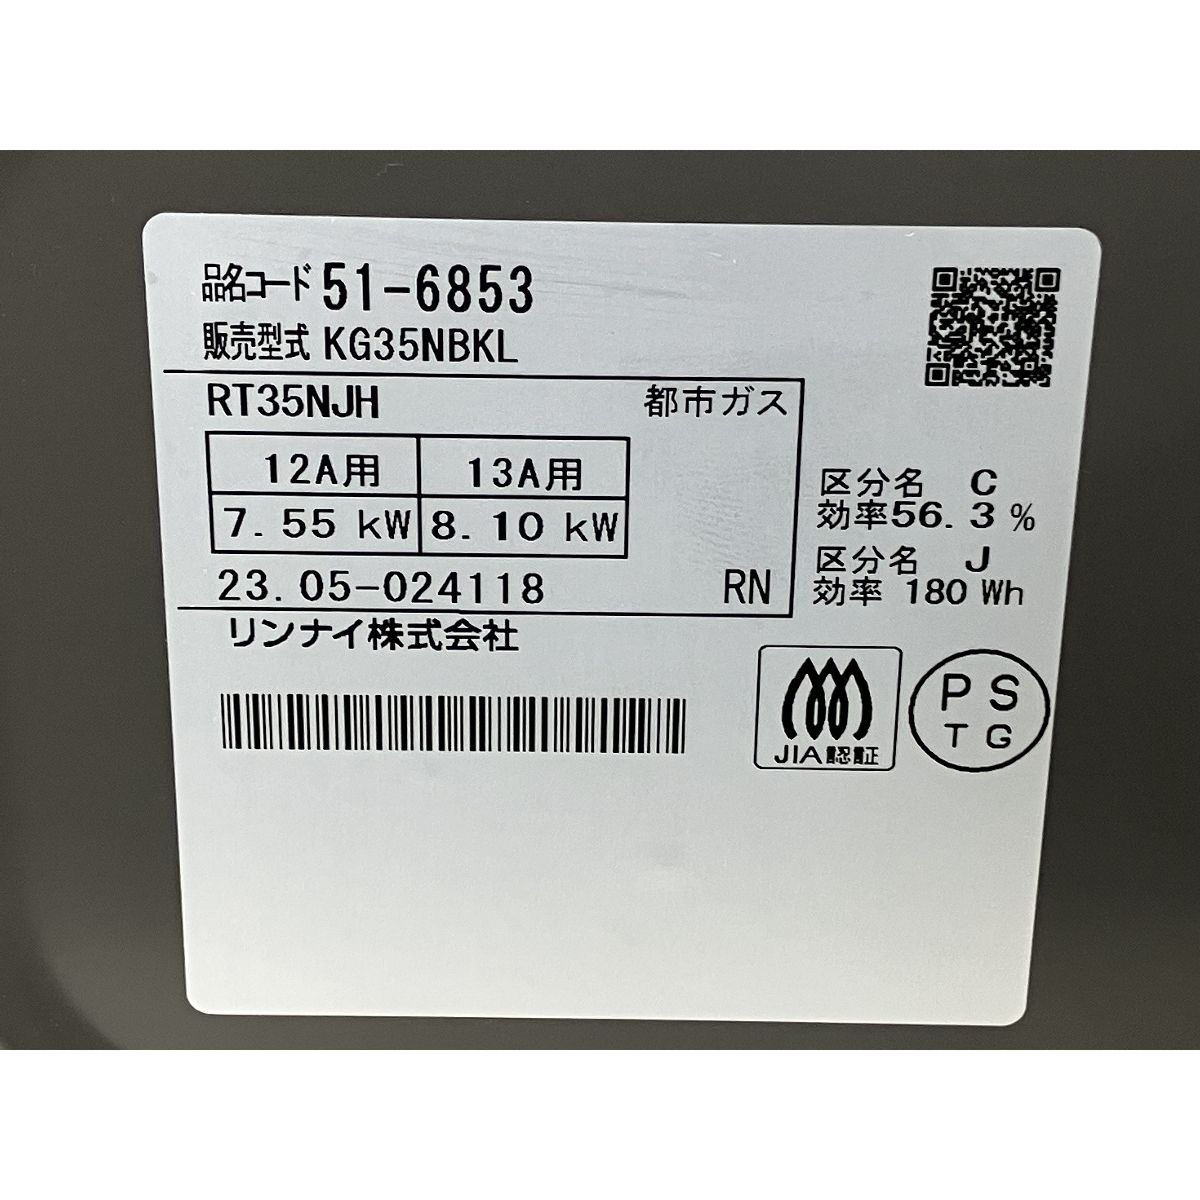 品名コード 51-6853
販売型式 KG35NBKL
RT35NJH 都市ガス
12A用 13A用
7.55 kW 8.10 kW
23.05-024118 RN
リンナイ株式会社
区分名 C
効率56.3 %
区分名 J
効率 180 Wh
JIA認証
PS
TG